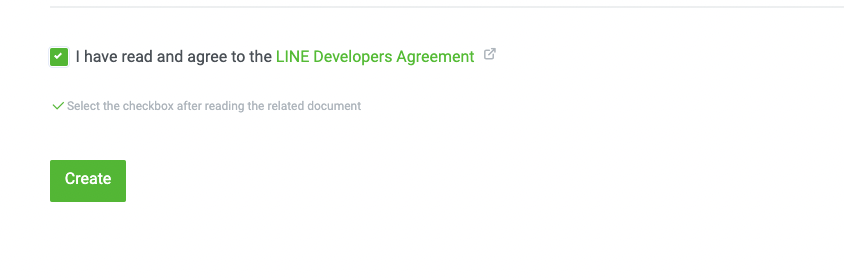 I have read and agree to the LINE Developers Agreement
Select the checkbox after reading the related document
Create